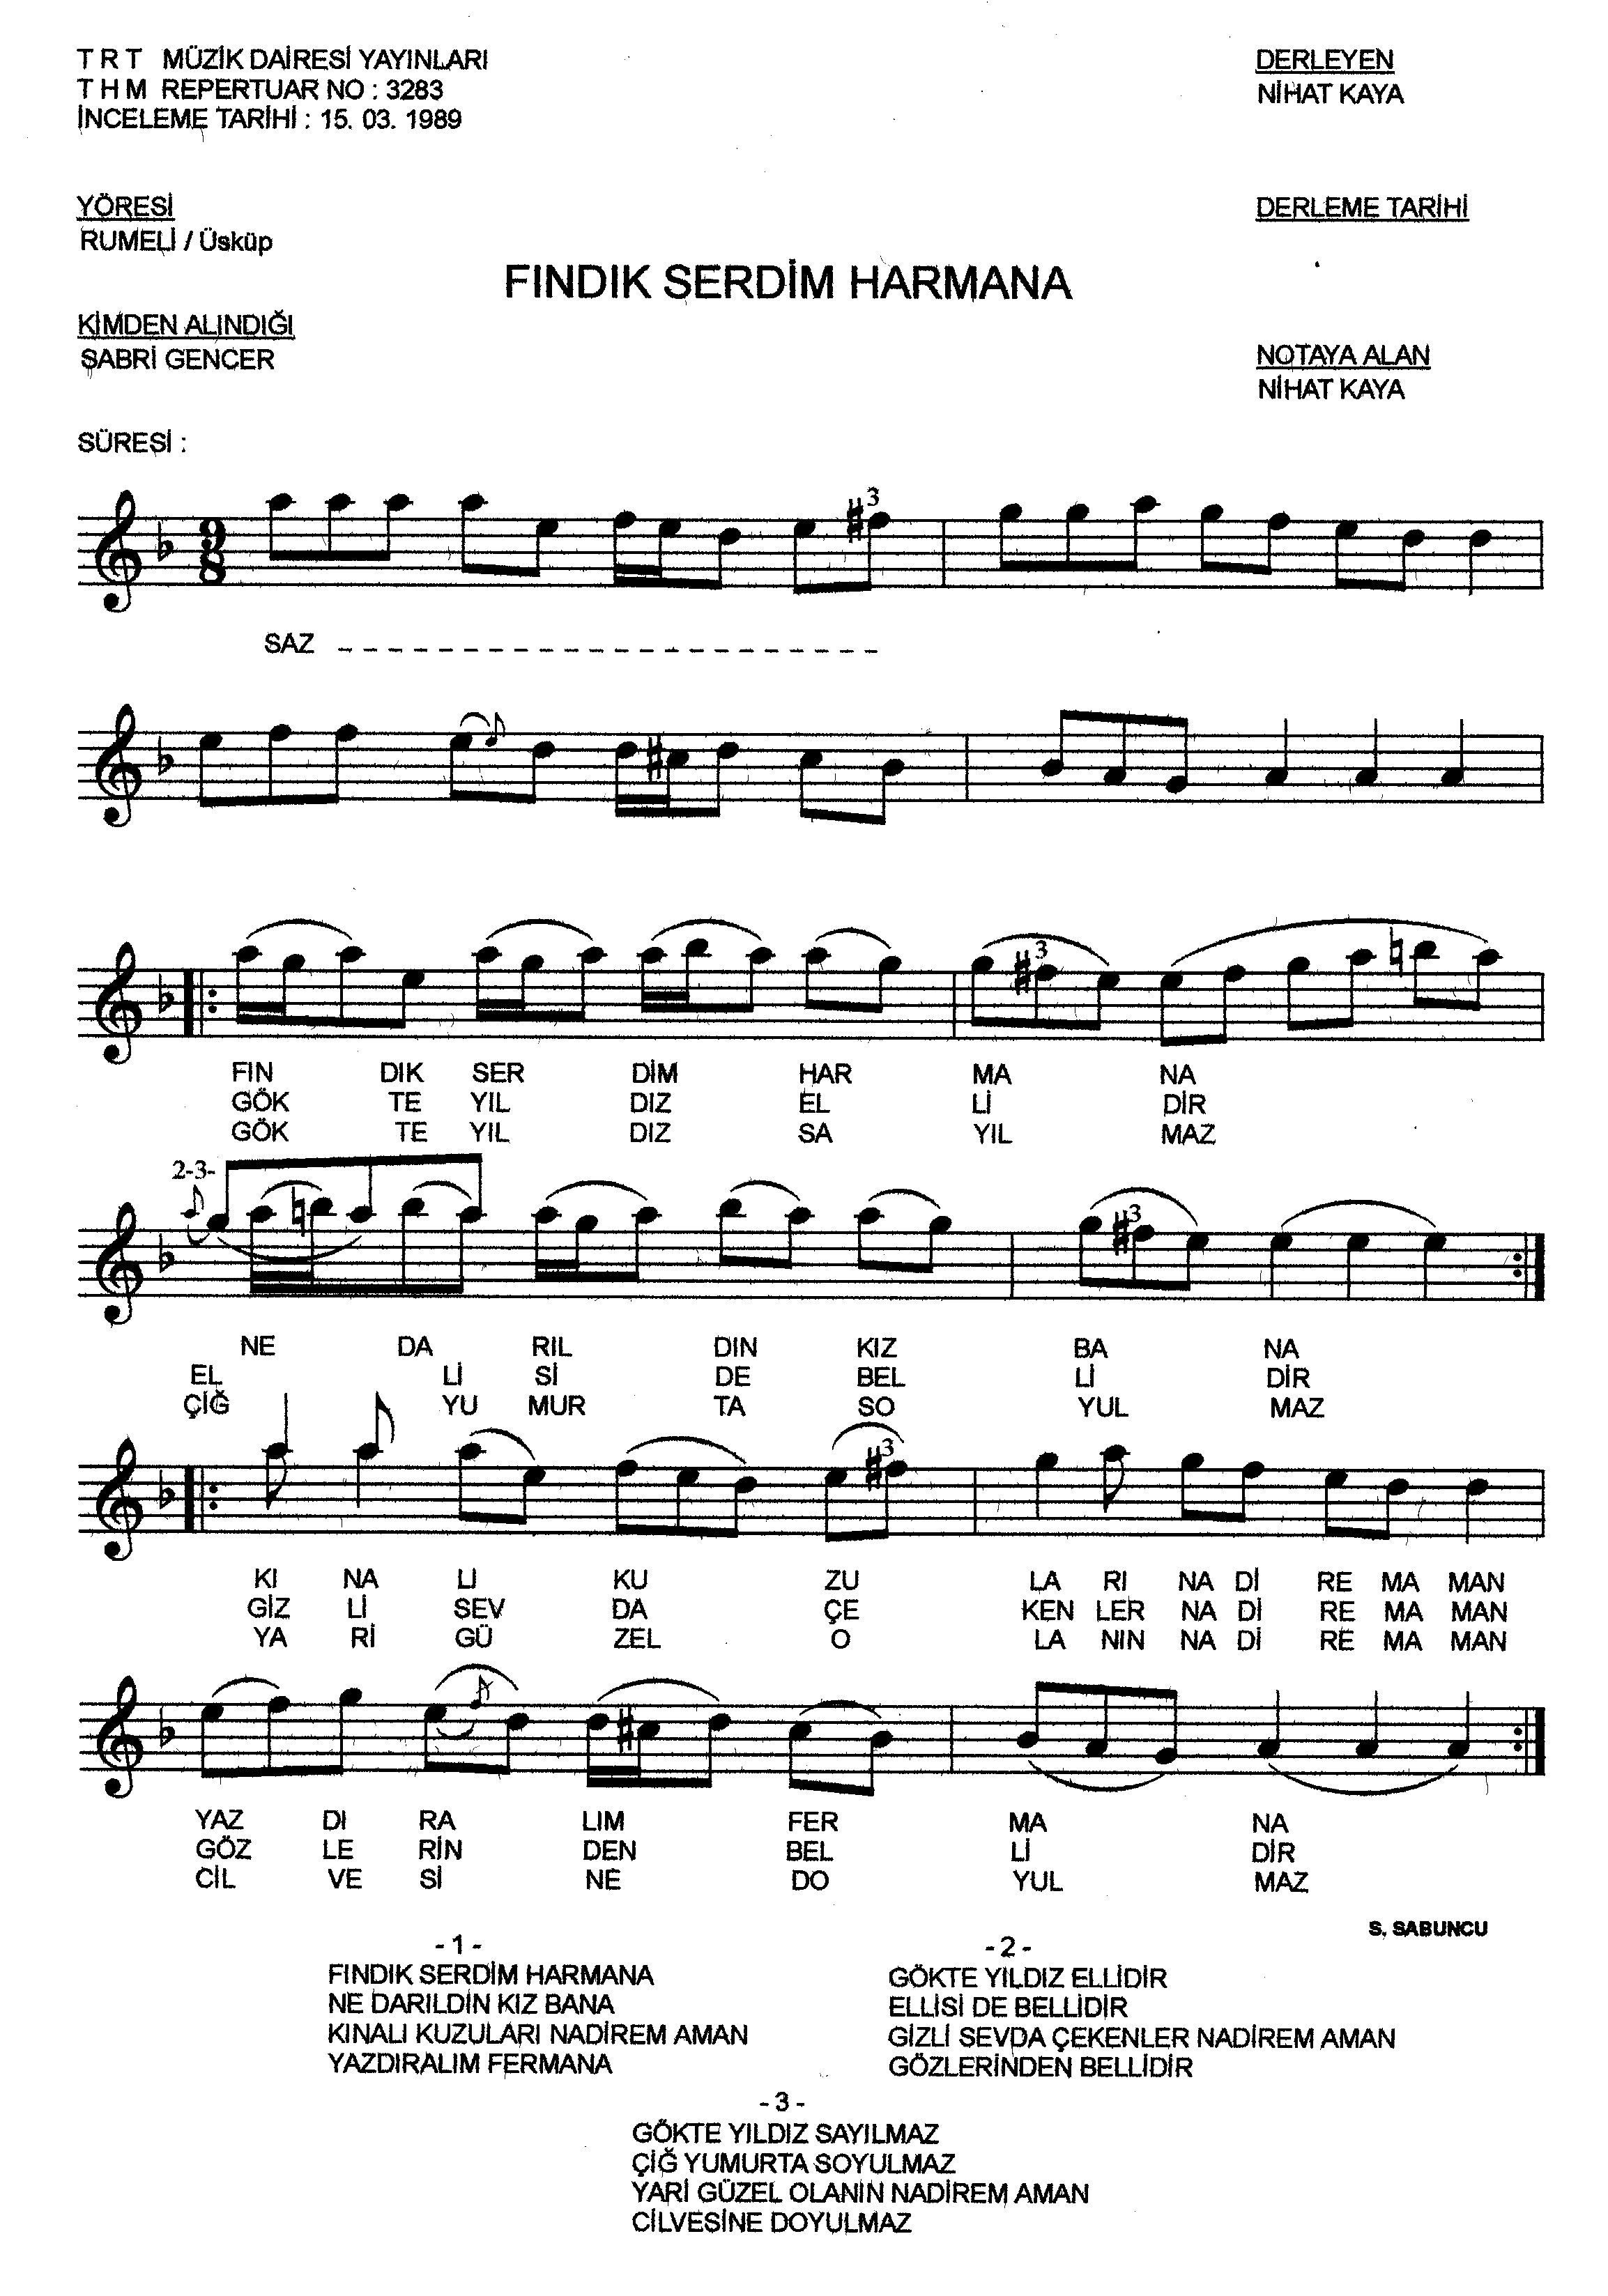 T R T MÜZİK DAİRESİ YAYINLARI
T H M REPERTUAR NO : 3283
İNCELEME TARİHİ : 15. 03. 1989
DERLEYEN
NİHAT KAYA
YÖRESİ
RUMELİ / Üsküp
DERLEME TARİHİ
FINDIK SERDİM HARMANA
KİMDEN ALINDIĞI
SABRİ GENCER
NOTAYA ALAN
NİHAT KAYA
SÜRESİ :
9
8
3
SAZ
3
FIN DIK SER DİM HAR MA NA
GÖK TE YIL DIZ EL Lİ DİR
GÖK TE YIL DIZ SA YIL MAZ
2-3-
3
NE DA RIL DIN KIZ BA NA
EL Lİ Sİ DE BEL Lİ DİR
ÇİĞ YU MUR TA SO YUL MAZ
3
KI NA LI KU ZU LA RI NA Dİ RE MA MAN
GİZ Lİ SEV DA ÇE KEN LER NA Dİ RE MA MAN
YA Rİ GÜ ZEL O LA NIN NA Dİ RE MA MAN
YAZ DI RA LIM FER MA NA
GÖZ LE RİN DEN BEL Lİ DİR
CİL VE Sİ NE DO YUL MAZ
S. SABUNCU
- 1 -
FINDIK SERDİM HARMANA
NE DARILDIN KIZ BANA
KINALI KUZULARI NADİREM AMAN
YAZDIRALIM FERMANA
- 2 -
GÖKTE YILDIZ ELLİDİR
ELLİSİ DE BELLİDİR
GİZLİ SEVDA ÇEKENLER NADİREM AMAN
GÖZLERİNDEN BELLİDİR
- 3 -
GÖKTE YILDIZ SAYILMAZ
ÇİĞ YUMURTA SOYULMAZ
YARİ GÜZEL OLANIN NADİREM AMAN
CİLVESİNE DOYULMAZ